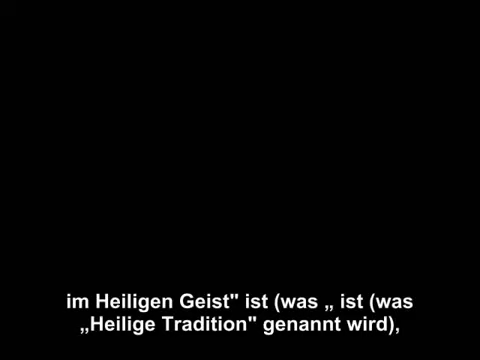 im Heiligen Geist" ist (was „ ist (was
„Heilige Tradition" genannt wird),